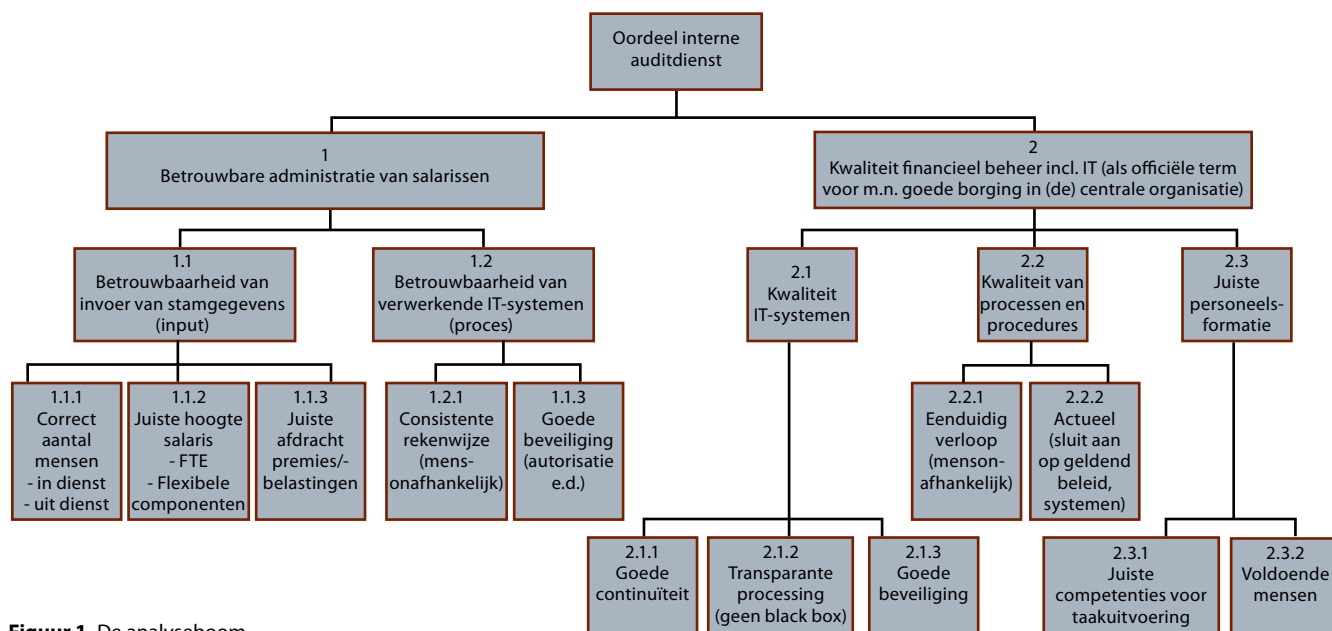 Oordeel interne
auditdienst
1
Betrouwbare administratie van salarissen
2
Kwaliteit financieel beheer incl. IT (als officiële term
voor m.n. goede borging in (de) centrale organisatie)
1.1
Betrouwbaarheid van
invoer van stamgegevens
(input)
1.2
Betrouwbaarheid van
verwerkende IT-systemen
(proces)
2.1
Kwaliteit
IT-systemen
2.2
Kwaliteit van
processen en
procedures
2.3
Juiste
personeels-
formatie
1.1.1
Correct
aantal
mensen
- in dienst
- uit dienst
1.1.2
Juiste hoogte
salaris
- FTE
- Flexibele
componenten
1.1.3
Juiste
afdracht
premies/-
belastingen
1.2.1
Consistente
rekenwijze
(mens-
onafhankelijk)
1.1.3
Goede
beveiliging
(autorisatie
e.d.)
2.2.1
Eenduidig
verloop
(menson-
afhankelijk)
2.2.2
Actueel
(sluit aan
op geldend
beleid,
systemen)
2.1.1
Goede
continuïteit
2.1.2
Transparante
processing
(geen black box)
2.1.3
Goede
beveiliging
2.3.1
Juiste
competenties voor
taakuitvoering
2.3.2
Voldoende
mensen
Figuur 1. De analyseboom